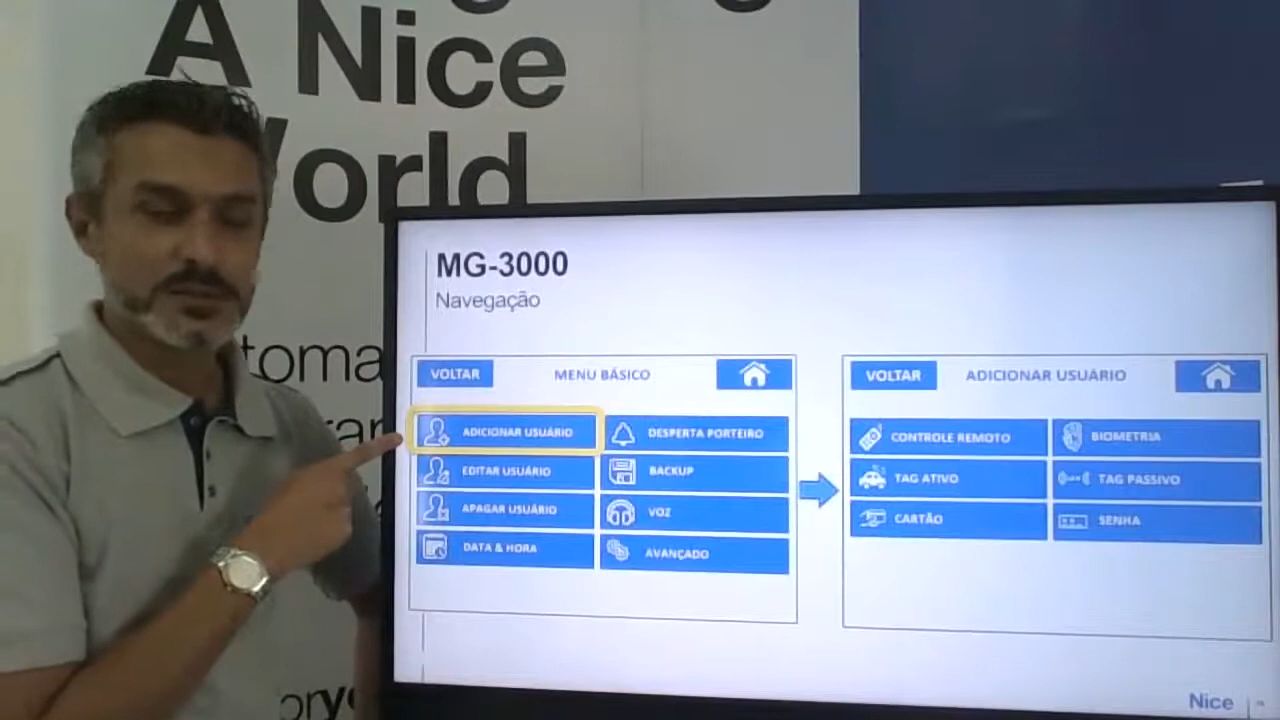 A Nice
World
MG-3000
Navegação
VOLTAR
MENU BÁSICO
ADICIONAR USUÁRIO
DESPERTA PORTEIRO
EDITAR USUÁRIO
BACKUP
APAGAR USUÁRIO
VOZ
DATA & HORA
AVANÇADO
VOLTAR
ADICIONAR USUÁRIO
CONTROLE REMOTO
BIOMETRIA
TAG ATIVO
TAG PASSIVO
CARTÃO
SENHA
Nice